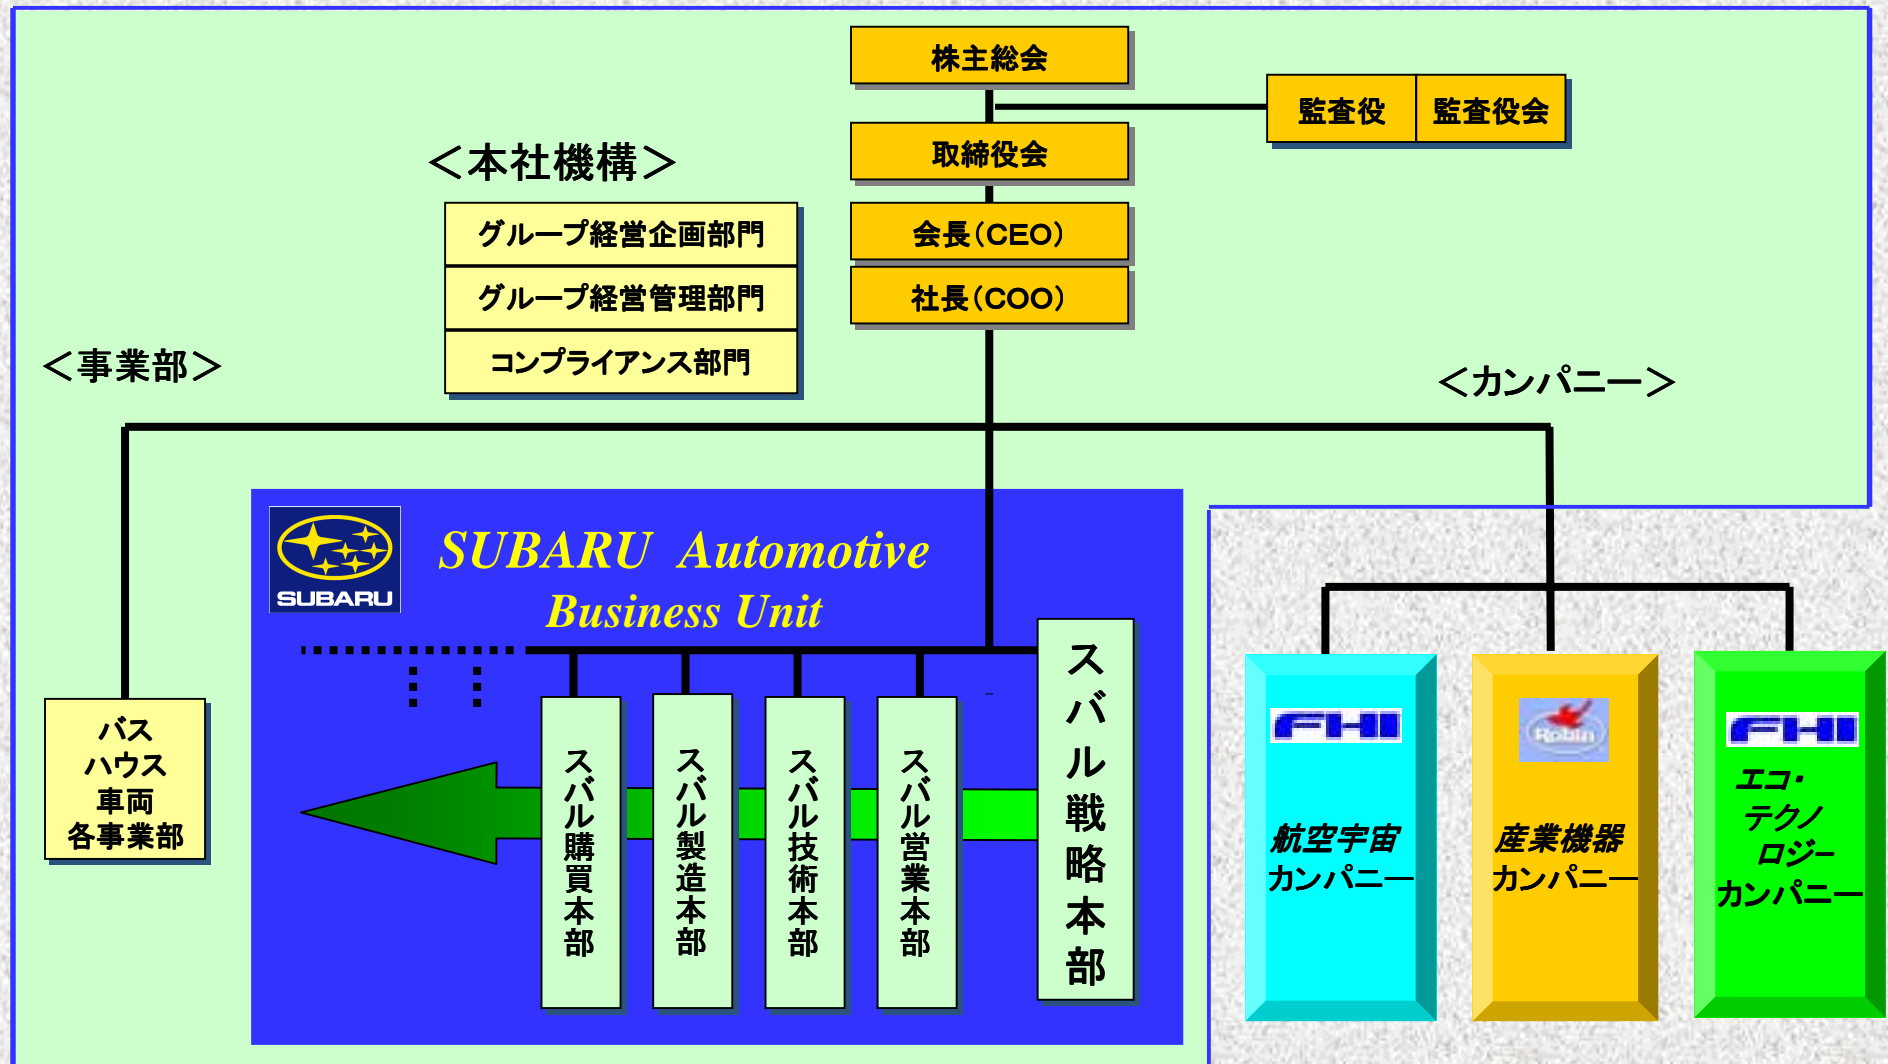 株主総会
監査役 監査役会
取締役会
＜本社機構＞
グループ経営企画部門
グループ経営管理部門
コンプライアンス部門
会長(CEO)
社長(COO)
＜事業部＞
＜カンパニー＞
SUBARU
SUBARU Automotive
Business Unit
バス
ハウス
車両
各事業部
スバル購買本部
スバル製造本部
スバル技術本部
スバル営業本部
スバル戦略本部
FHI
航空宇宙
カンパニー
Robin
産業機器
カンパニー
FHI
エコ・
テクノ
ロジー
カンパニー